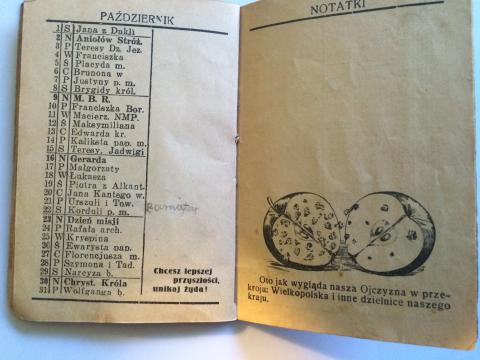 PAŹDZIERNIK
1 S Jana z Dukli
2 N Aniołów Stróż.
3 P Teresy Dz. Jez.
4 W Franciszka
5 Ś Placyda m.
6 C Brunona w
7 P Justyny p. m.
8 S Brygidy król.
9 N M. B. R.
10 P Franciszka Bor.
11 W Macierz. NMP.
12 Ś Maksymiliana
13 C Edwarda kr.
14 P Kaliksta pap. m.
15 S Teresy, Jadwigi
16 N Gerarda
17 P Małgorzaty
18 W Łukasza
19 Ś Piotra z Alkant.
20 C Jana Kantego w.
21 P Urszuli i Tow.
22 S Korduli p. m.
23 N Dzień misji
24 P Rafała arch.
25 W Kryspina
26 Ś Ewarysta pap.
27 C Florencjusza m.
28 P Szymona i Tad.
29 S Narcyza b.
30 N Chryst. Króla
31 P Wolfganga b.
Chcesz lepszej
przyszłości,
unikaj żyda!
NOTATKI
Oto jak wygląda nasza Ojczyzna w prze-
kroju: Wielkopolska i inne dzielnice naszego
kraju.